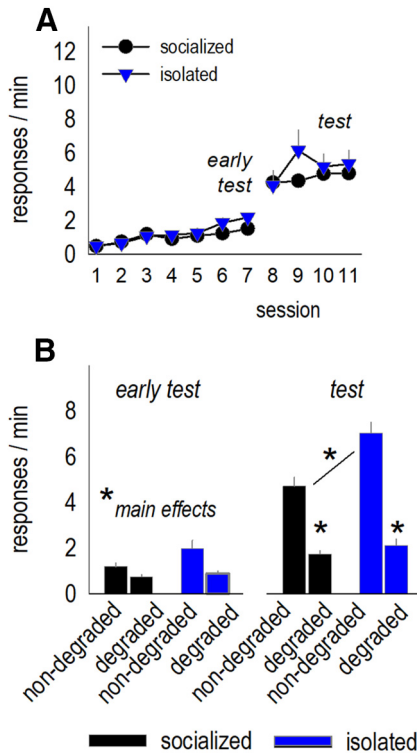 A
12
10
8
6
4
2
0
responses / min
socialized
isolated
early
test
test
1 2 3 4 5 6 7 8 9 10 11
session
B
8
6
4
2
0
responses / min
early test
test
*
main effects
*
*
*
non-degraded
degraded
non-degraded
degraded
non-degraded
degraded
non-degraded
degraded
socialized
isolated